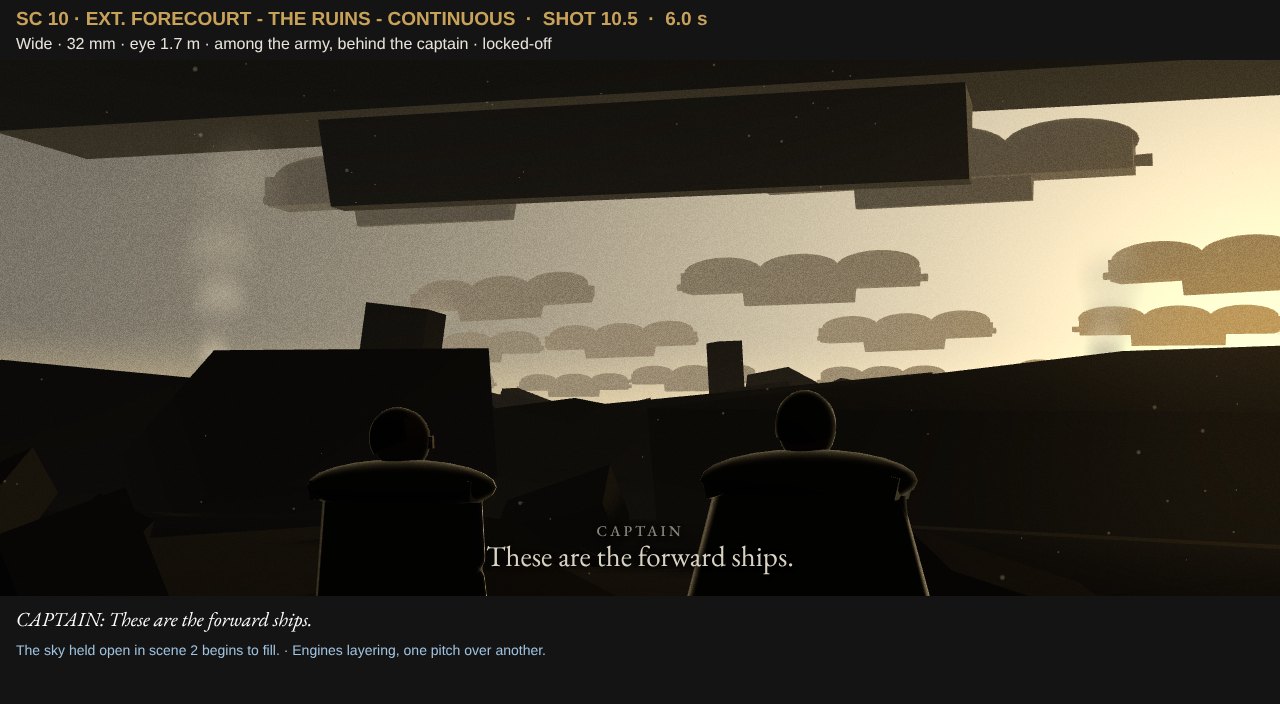 SC 10 · EXT. FORECOURT - THE RUINS - CONTINUOUS · SHOT 10.5 · 6.0 s
Wide · 32 mm · eye 1.7 m · among the army, behind the captain · locked-off
CAPTAIN
These are the forward ships.
CAPTAIN: These are the forward ships.
The sky held open in scene 2 begins to fill. · Engines layering, one pitch over another.